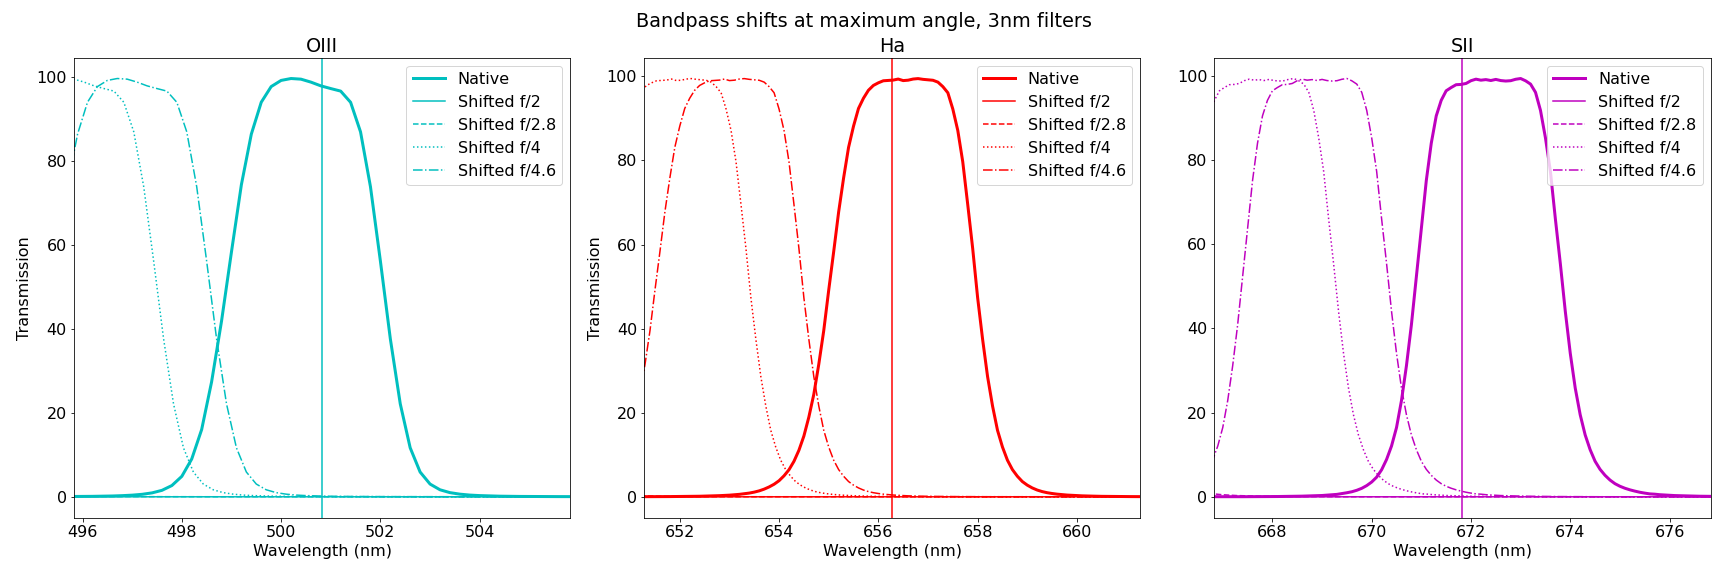 Bandpass shifts at maximum angle, 3nm filters
OIII
Transmission
100
80
60
40
20
0
496
498
500
502
504
Wavelength (nm)
Native
Shifted f/2
Shifted f/2.8
Shifted f/4
Shifted f/4.6
Ha
Transmission
100
80
60
40
20
0
652
654
656
658
660
Wavelength (nm)
Native
Shifted f/2
Shifted f/2.8
Shifted f/4
Shifted f/4.6
SII
100
80
60
40
20
0
668
670
672
674
676
Wavelength (nm)
Native
Shifted f/2
Shifted f/2.8
Shifted f/4
Shifted f/4.6